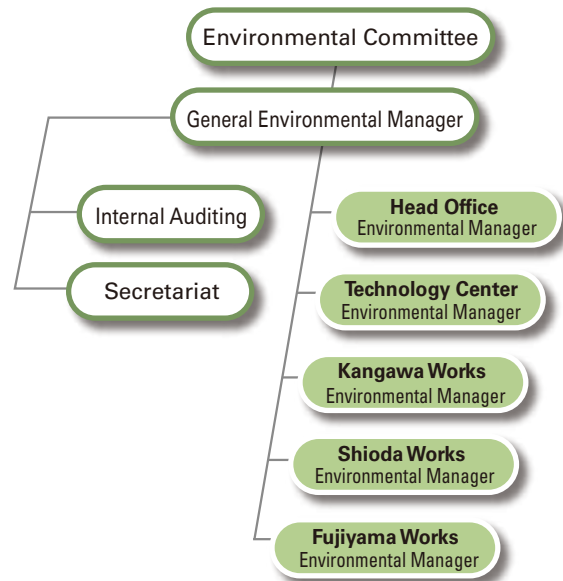 Environmental Committee
General Environmental Manager
Internal Auditing
Secretariat
Head Office
Environmental Manager
Technology Center
Environmental Manager
Kangawa Works
Environmental Manager
Shioda Works
Environmental Manager
Fujiyama Works
Environmental Manager